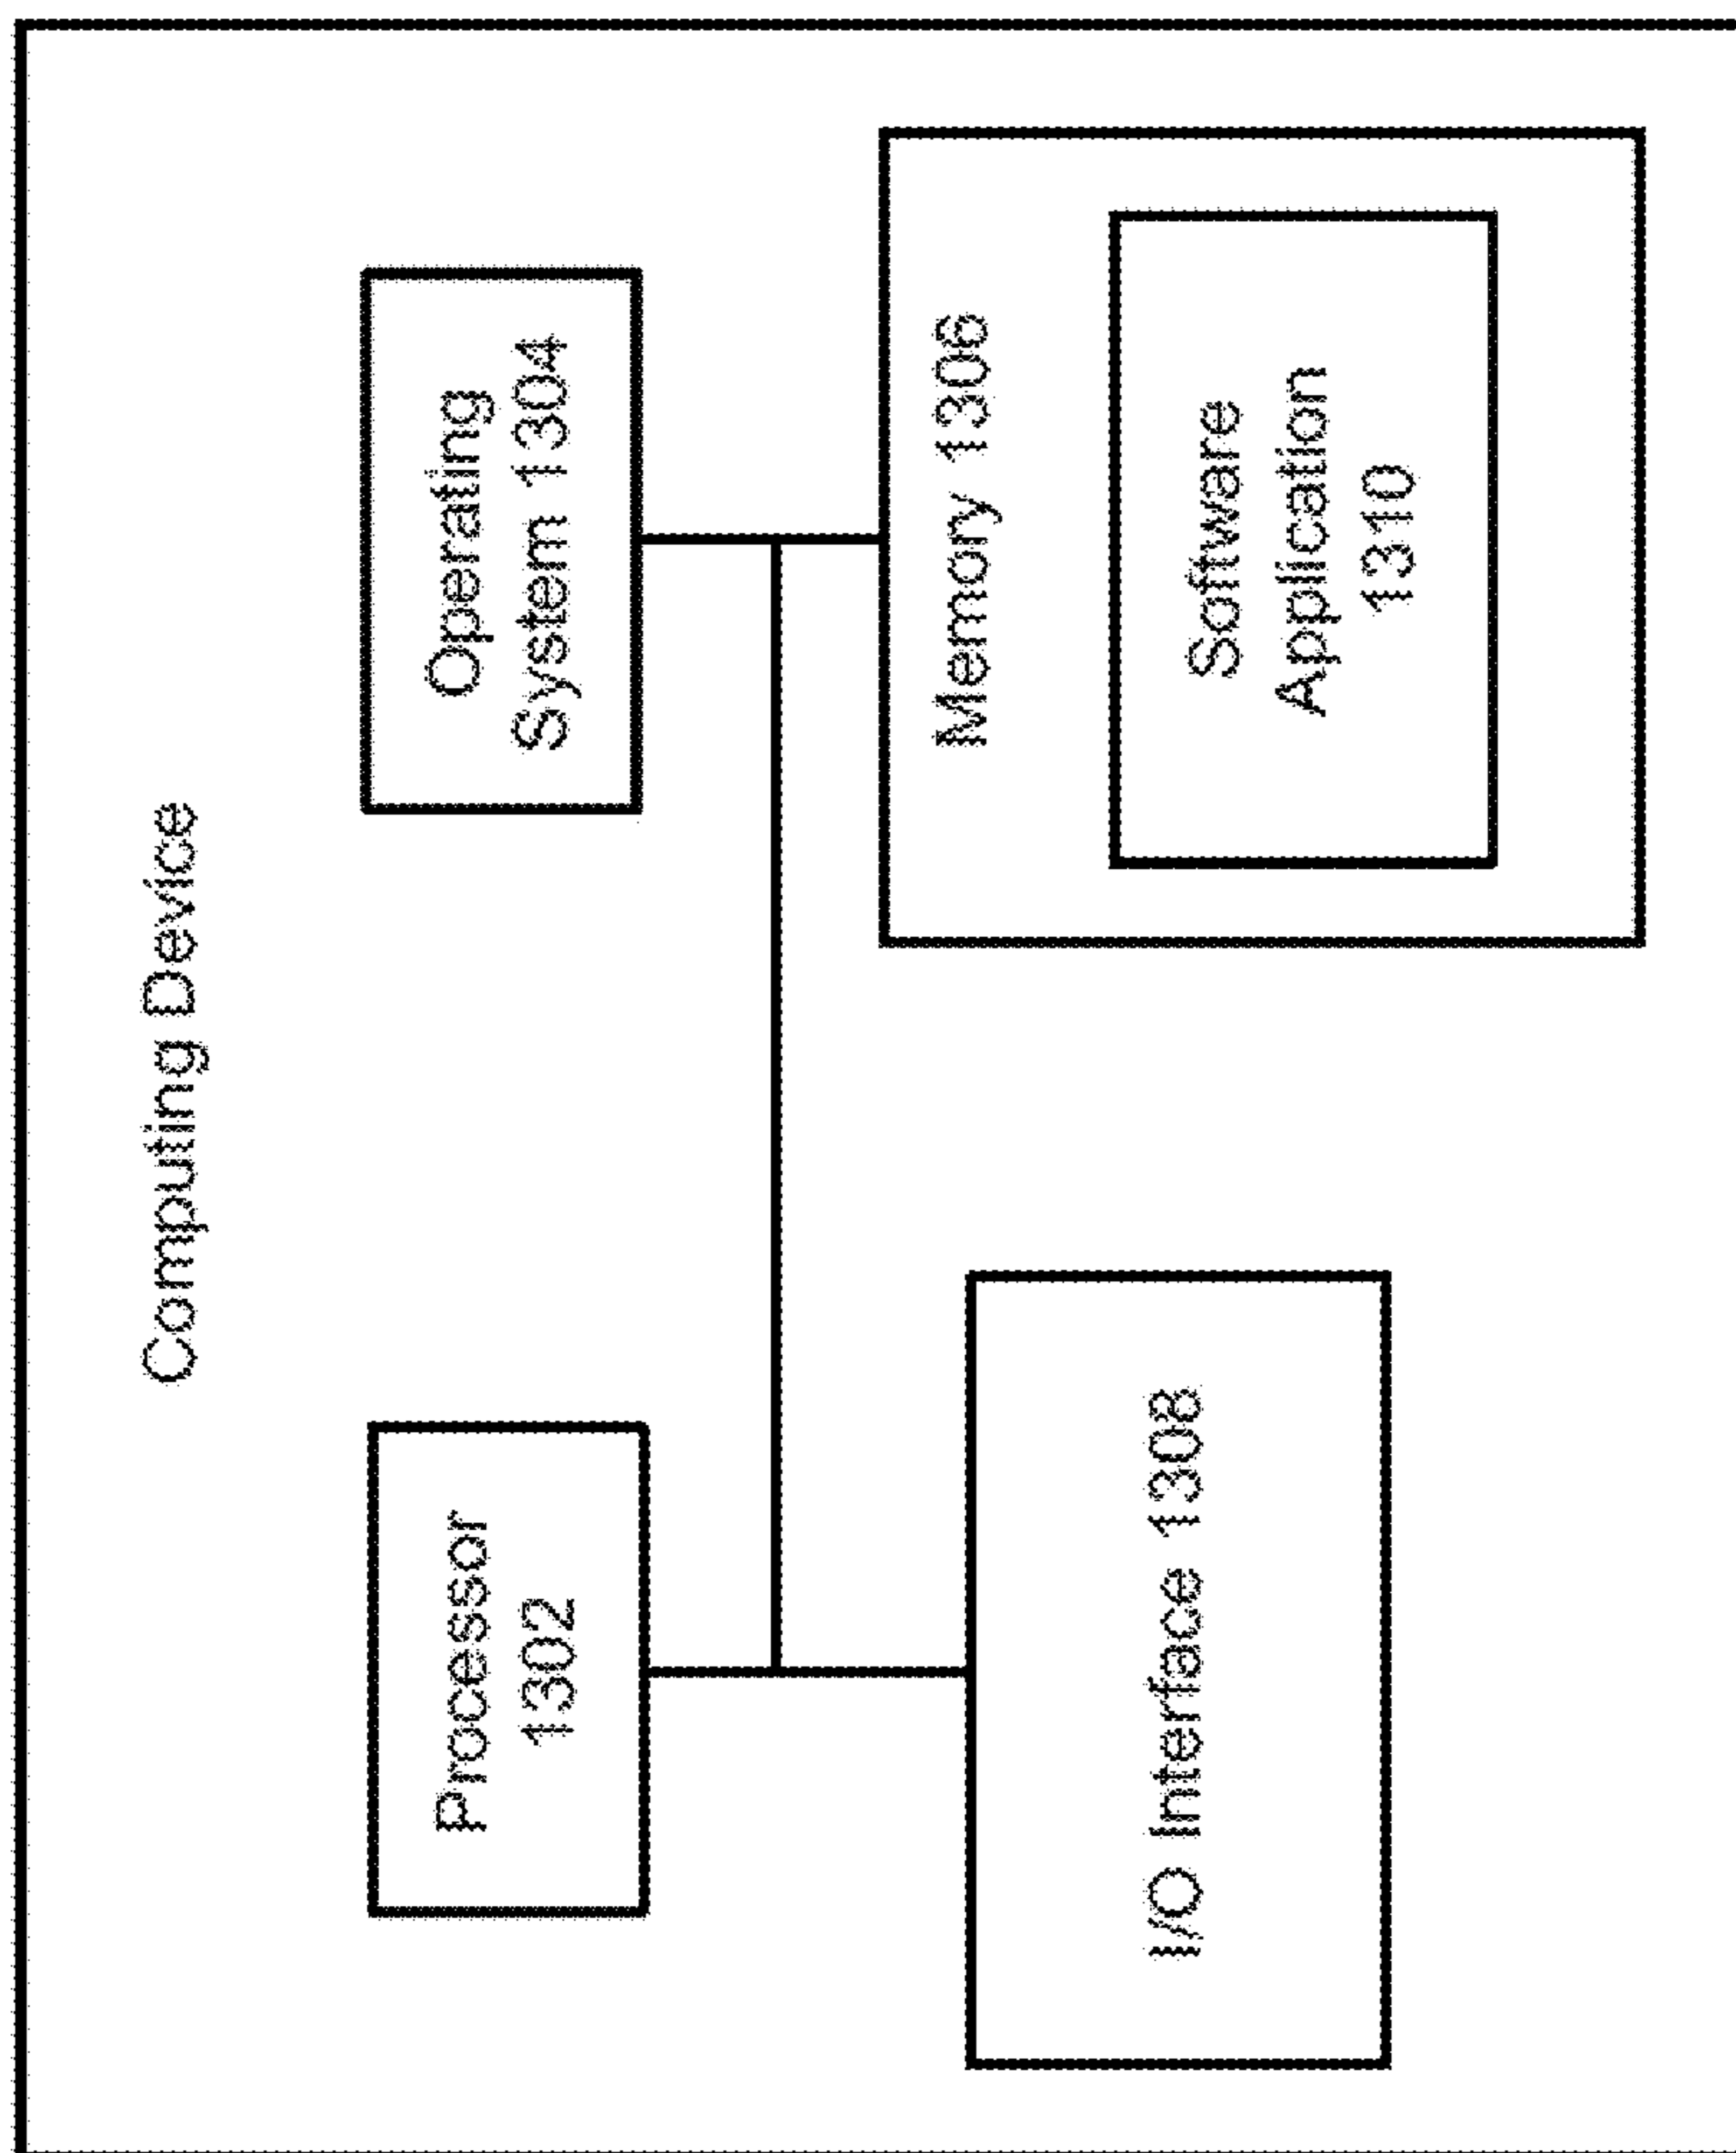 Computing Device
Processor
1302
Operating
System 1304
I/O Interface 1308
Memory 1306
Software
Application
1310